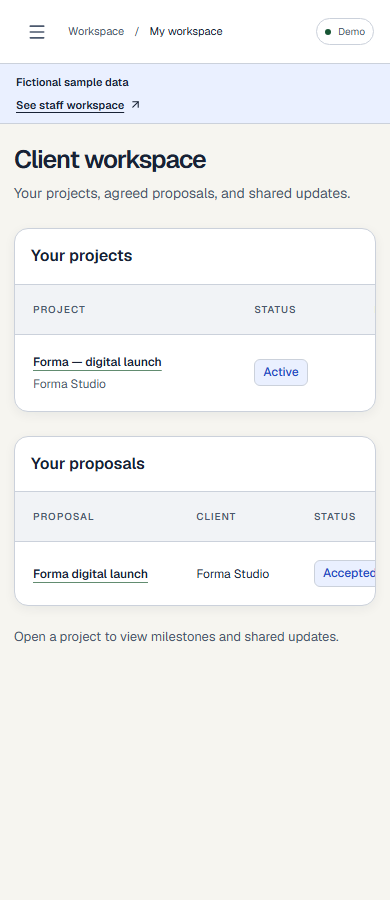 Workspace / My workspace
Demo
Fictional sample data
See staff workspace
Client workspace
Your projects, agreed proposals, and shared updates.
Your projects
PROJECT STATUS
Forma — digital launch
Forma Studio
Active
Your proposals
PROPOSAL CLIENT STATUS
Forma digital launch Forma Studio Accepted
Open a project to view milestones and shared updates.